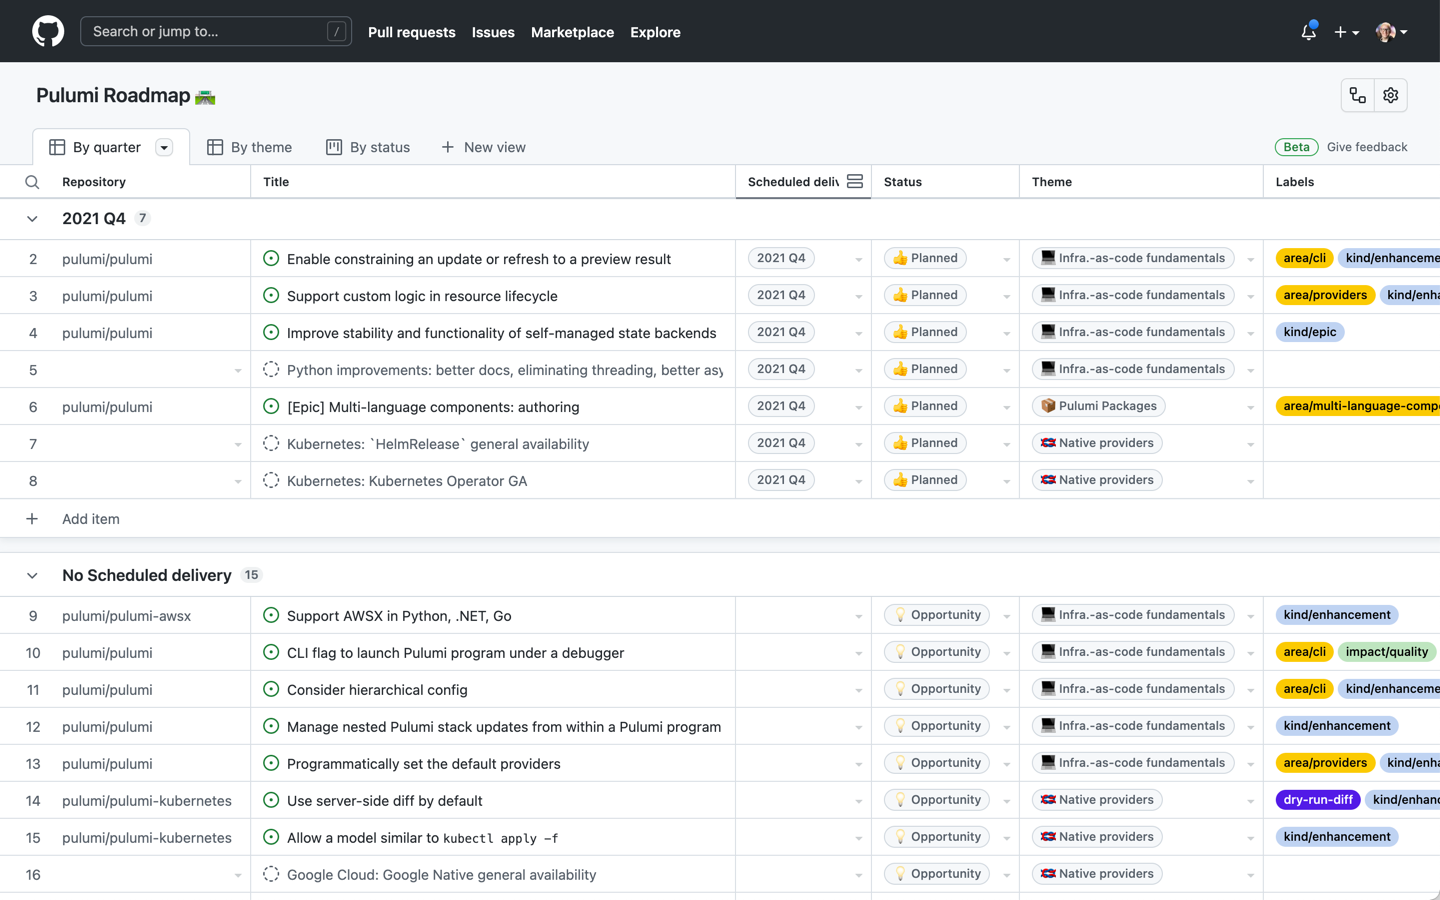 Search or jump to... / Pull requests Issues Marketplace Explore
Pulumi Roadmap
By quarter By theme By status New view Beta Give feedback
Repository Title Scheduled deliv Status Theme Labels
2021 Q4 7
2 pulumi/pulumi Enable constraining an update or refresh to a preview result 2021 Q4 Planned Infra.-as-code fundamentals area/cli kind/enhanceme
3 pulumi/pulumi Support custom logic in resource lifecycle 2021 Q4 Planned Infra.-as-code fundamentals area/providers kind/enha
4 pulumi/pulumi Improve stability and functionality of self-managed state backends 2021 Q4 Planned Infra.-as-code fundamentals kind/epic
5 Python improvements: better docs, eliminating threading, better asy 2021 Q4 Planned Infra.-as-code fundamentals
6 pulumi/pulumi [Epic] Multi-language components: authoring 2021 Q4 Planned Pulumi Packages area/multi-language-compo
7 Kubernetes: `HelmRelease` general availability 2021 Q4 Planned Native providers
8 Kubernetes: Kubernetes Operator GA 2021 Q4 Planned Native providers
+ Add item
No Scheduled delivery 15
9 pulumi/pulumi-awsx Support AWSX in Python, .NET, Go Opportunity Infra.-as-code fundamentals kind/enhancement
10 pulumi/pulumi CLI flag to launch Pulumi program under a debugger Opportunity Infra.-as-code fundamentals area/cli impact/quality
11 pulumi/pulumi Consider hierarchical config Opportunity Infra.-as-code fundamentals area/cli kind/enhanceme
12 pulumi/pulumi Manage nested Pulumi stack updates from within a Pulumi program Opportunity Infra.-as-code fundamentals kind/enhancement
13 pulumi/pulumi Programmatically set the default providers Opportunity Infra.-as-code fundamentals area/providers kind/enha
14 pulumi/pulumi-kubernetes Use server-side diff by default Opportunity Native providers dry-run-diff kind/enhanc
15 pulumi/pulumi-kubernetes Allow a model similar to kubectl apply -f Opportunity Native providers kind/enhancement
16 Google Cloud: Google Native general availability Opportunity Native providers